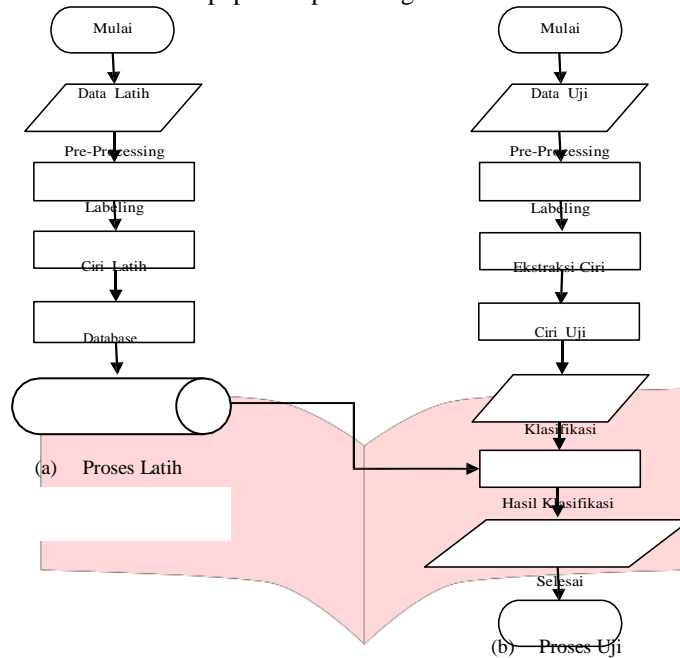 Mulai
Data Latih
Pre-Processing
Labeling
Ciri Latih
Database
(a) Proses Latih
Mulai
Data Uji
Pre-Processing
Labeling
Ekstraksi Ciri
Ciri Uji
Klasifikasi
Hasil Klasifikasi
Selesai
(b) Proses Uji